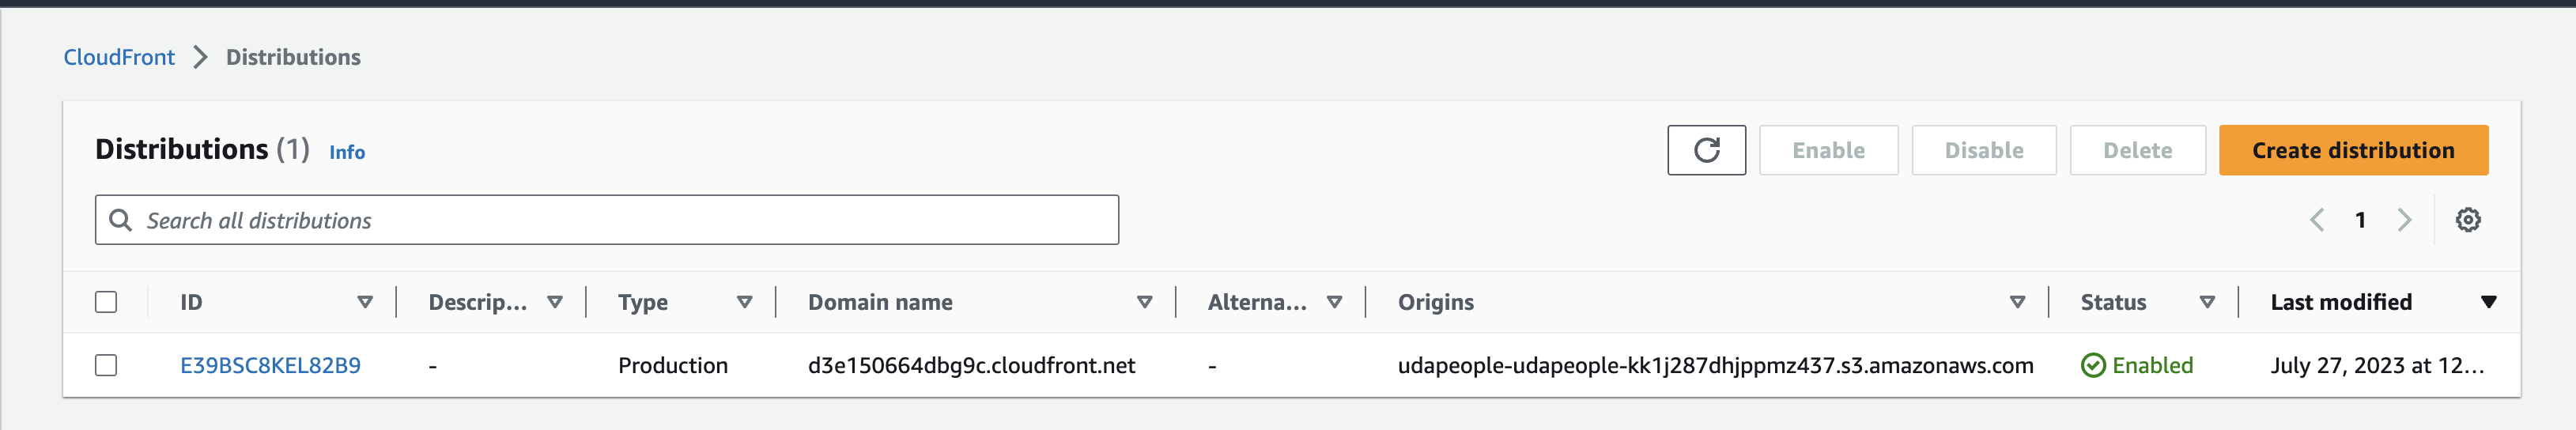 CloudFront Distributions
Distributions (1) Info
Enable Disable Delete Create distribution
Search all distributions
1
ID Descrip... Type Domain name Alterna... Origins Status Last modified
E39BSC8KEL82B9 - Production d3e150664dbg9c.cloudfront.net - udapeople-udapeople-kk1j287dhjppmz437.s3.amazonaws.com Enabled July 27, 2023 at 12...